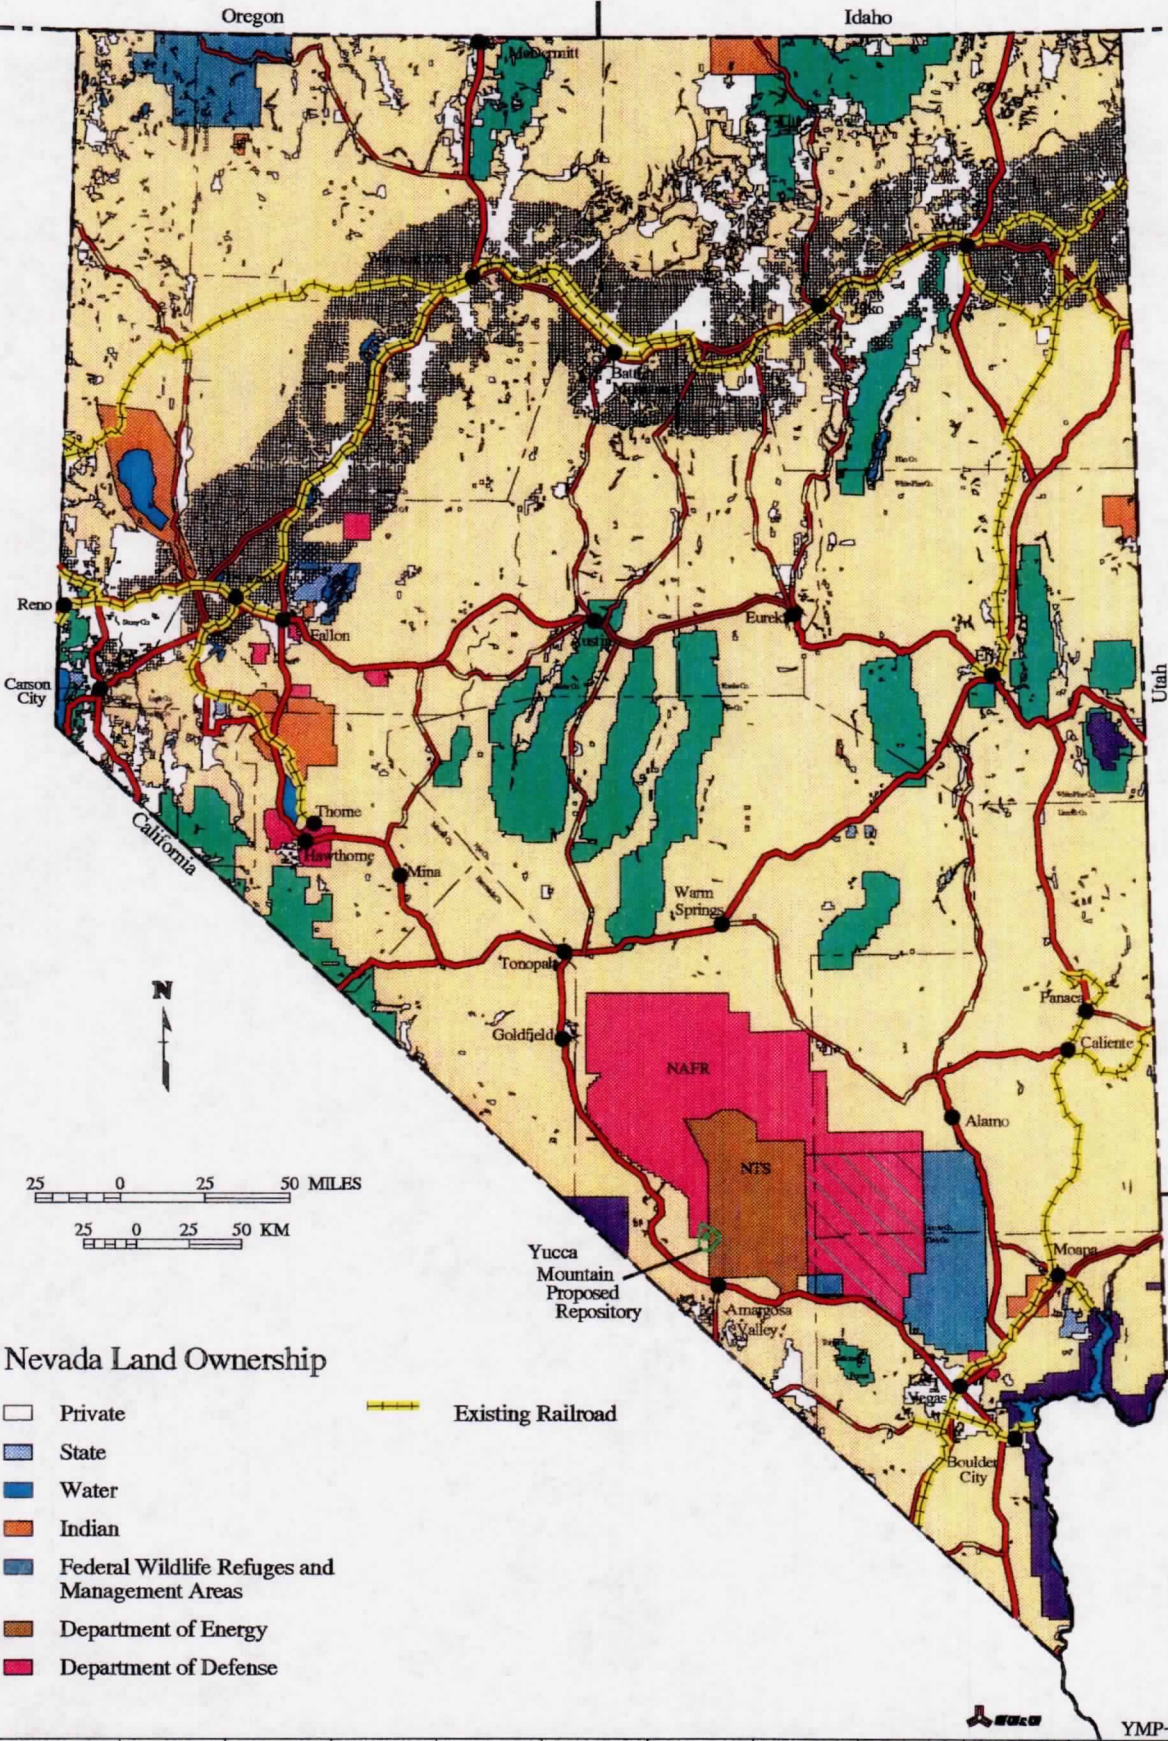 Oregon
Idaho
McDermitt
Elko
Battle
Reno
Fallon
Austin
Eureka
Ely
Carson
City
Utah
California
Thorne
Hawthorne
Mina
Warm
Springs
Tonopah
N
Goldfield
Panaca
Caliente
NAFR
Alamo
NTS
25 0 25 50 MILES
25 0 25 50 KM
Yucca
Mountain
Proposed
Repository
Moapa
Amargosa
Valley
Las
Vegas
Boulder
City
Nevada Land Ownership
Private
Existing Railroad
State
Water
Indian
Federal Wildlife Refuges and
Management Areas
Department of Energy
Department of Defense
YMP-